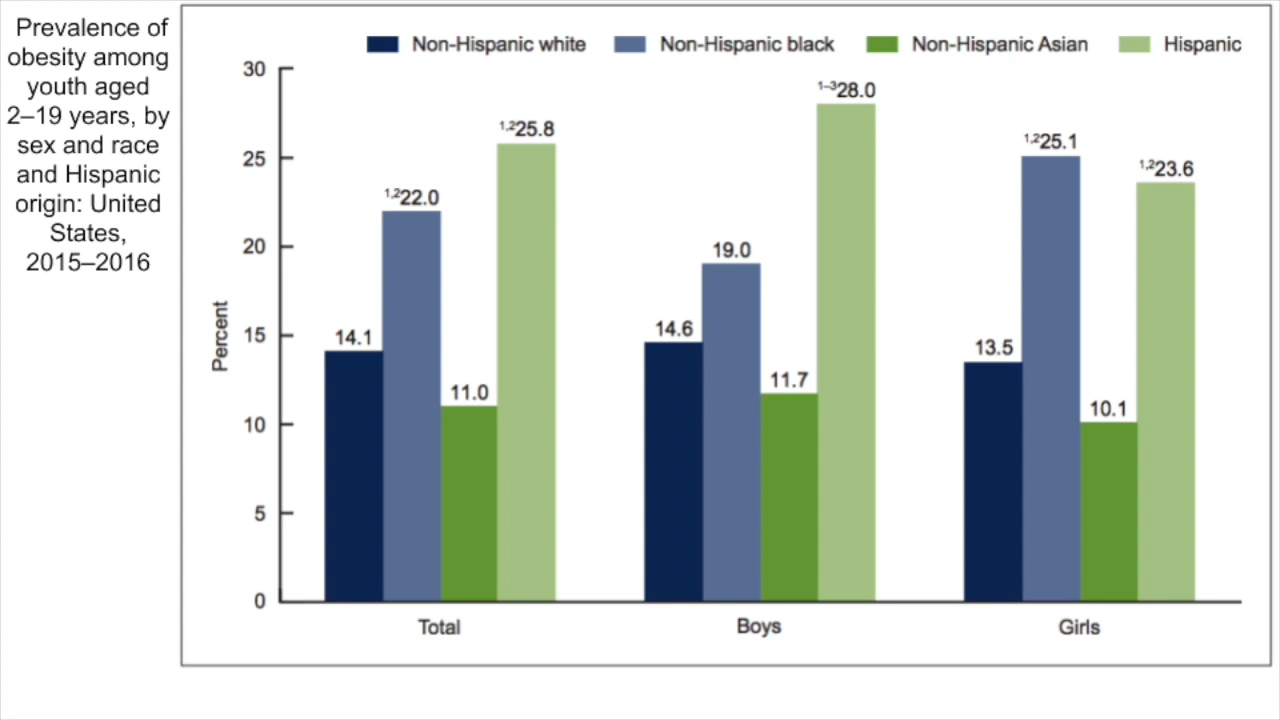 Prevalence of
obesity among
youth aged
2–19 years, by
sex and race
and Hispanic
origin: United
States,
2015–2016
Non-Hispanic white
Non-Hispanic black
Non-Hispanic Asian
Hispanic
30
25
20
15
10
5
0
Percent
14.1
1,222.0
11.0
1,225.8
14.6
19.0
11.7
1–328.0
13.5
1,225.1
10.1
1,223.6
Total
Boys
Girls